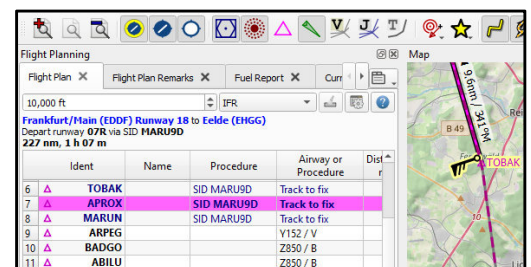 Flight Planning
Map
Flight Plan X
Flight Plan Remarks X
Fuel Report X
Curr
10,000 ft
IFR
Frankfurt/Main (EDDF) Runway 18 to Eelde (EHGG)
Depart runway 07R via SID MARU9D
227 nm, 1 h 07 m
Ident
Name
Procedure
Airway or
Procedure
Dist
6 TOBAK SID MARU9D Track to fix
7 APROX SID MARU9D Track to fix
8 MARUN SID MARU9D Track to fix
9 ARPEG Y152 / V
10 BADGO Z850 / B
11 ABILU Z850 / B
9.6nm / 341°M
B 49
Rei
TOBAK
10